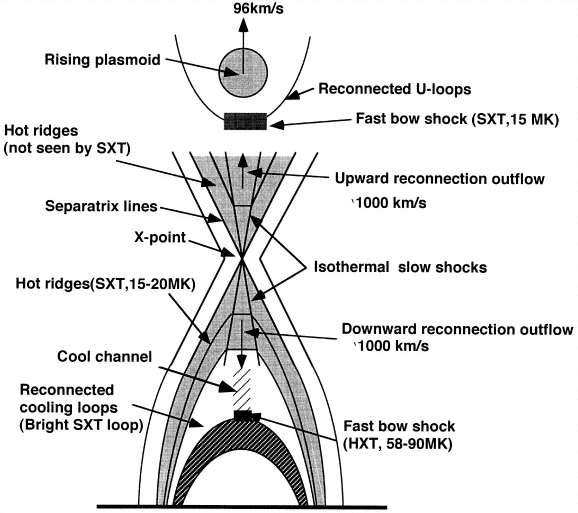 96km/s
Rising plasmoid
Reconnected U-loops
Fast bow shock (SXT,15 MK)
Hot ridges
(not seen by SXT)
Upward reconnection outflow
~1000 km/s
Separatrix lines
X-point
Isothermal slow shocks
Hot ridges(SXT,15-20MK)
Downward reconnection outflow
~1000 km/s
Cool channel
Reconnected
cooling loops
(Bright SXT loop)
Fast bow shock
(HXT, 58-90MK)